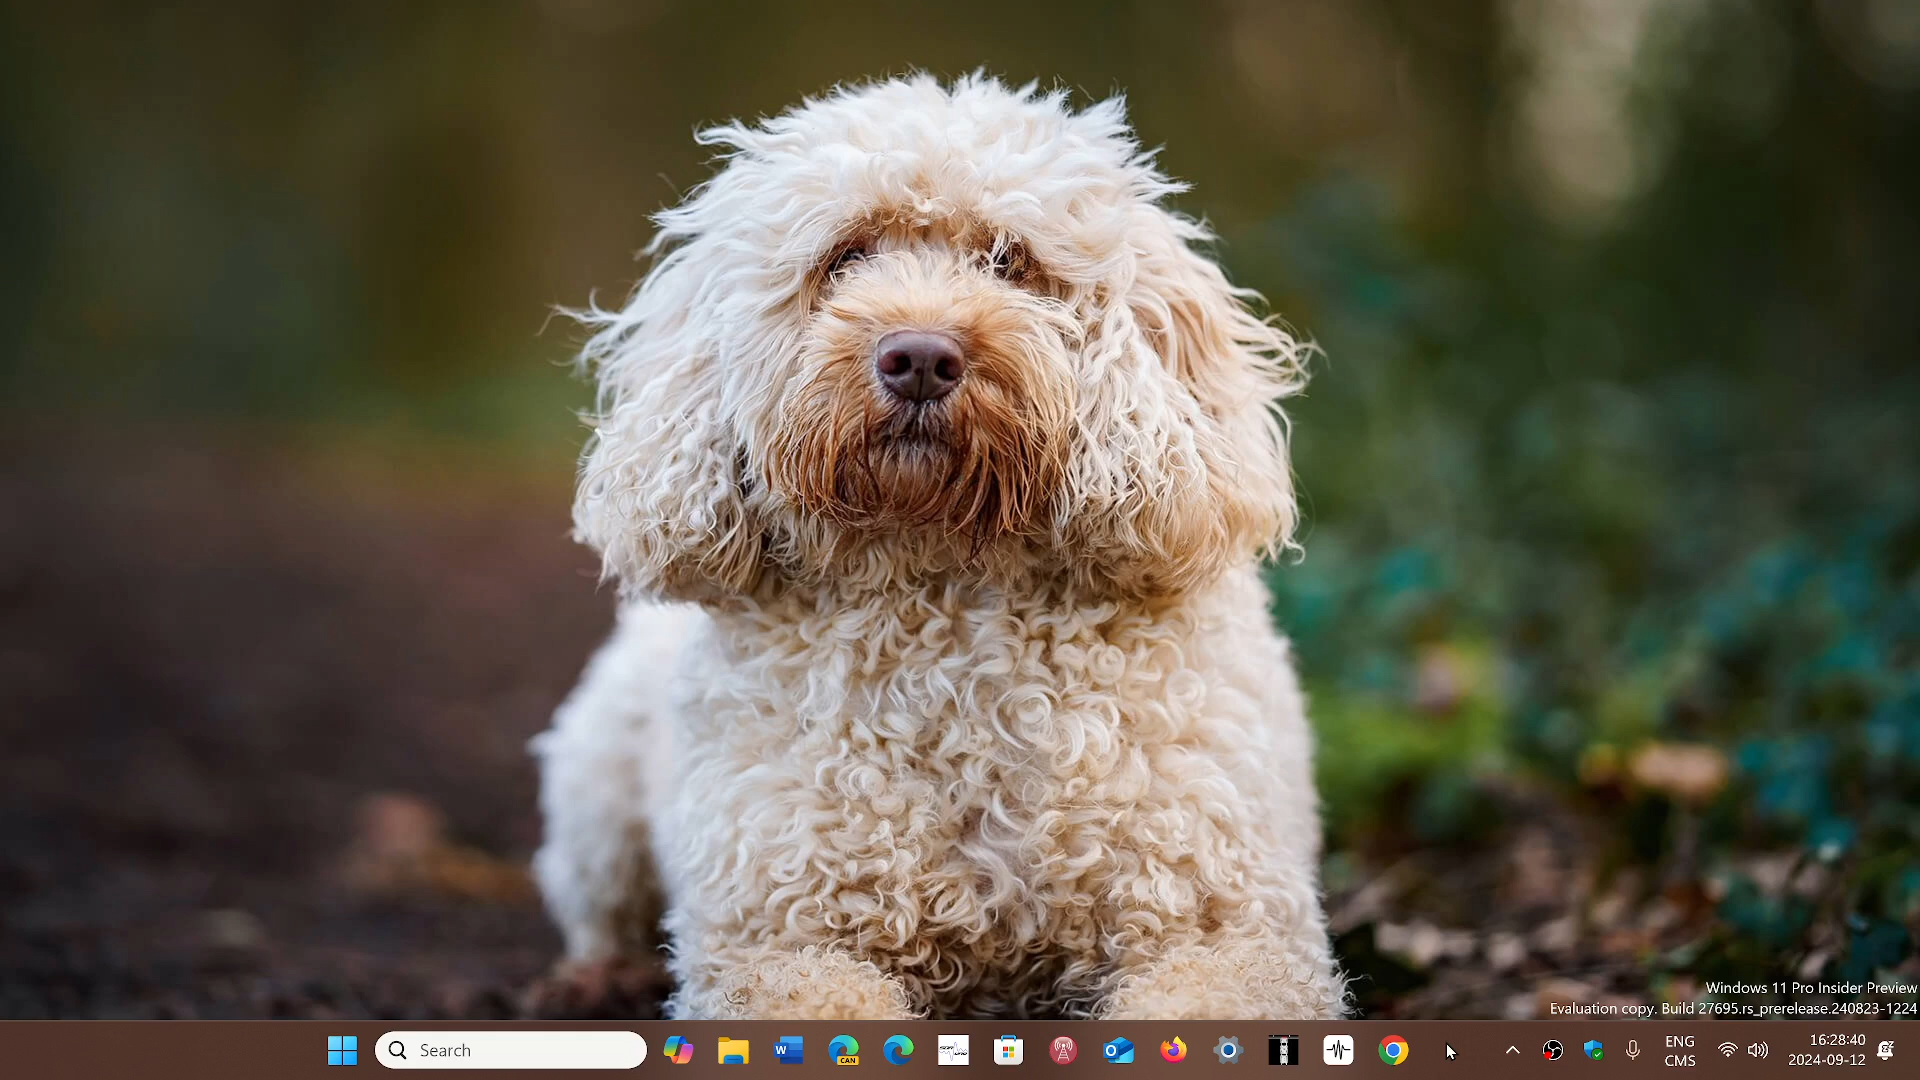 Windows 11 Pro Insider Preview
Evaluation copy. Build 27695.rs_prerelease.240823-1224
Search
W
CAN
O
ENG
CMS
16:28:40
2024-09-12